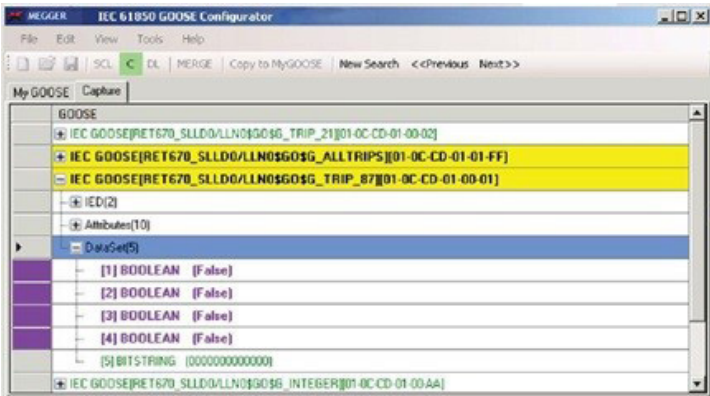 MEGGER IEC 61850 GOOSE Configurator
File Edit View Tools Help
SCL C DL MERGE Copy to MyGOOSE New Search <<Previous Next>>
My GOOSE Capture
GOOSE
IEC GOOSE[RET670_SLLD0/LLN0$GO$G_TRIP_21][01-0C-CD-01-00-02]
IEC GOOSE[RET670_SLLD0/LLN0$GO$G_ALLTRIPS][01-0C-CD-01-01-FF]
IEC GOOSE[RET670_SLLD0/LLN0$GO$G_TRIP_87][01-0C-CD-01-00-01]
IED(2)
Attributes(10)
DataSet(5)
[1] BOOLEAN (False)
[2] BOOLEAN (False)
[3] BOOLEAN (False)
[4] BOOLEAN (False)
[5] BITSTRING (0000000000000)
IEC GOOSE[RET670_SLLD0/LLN0$GO$G_INTEGER][01-0C-CD-01-00-AA]